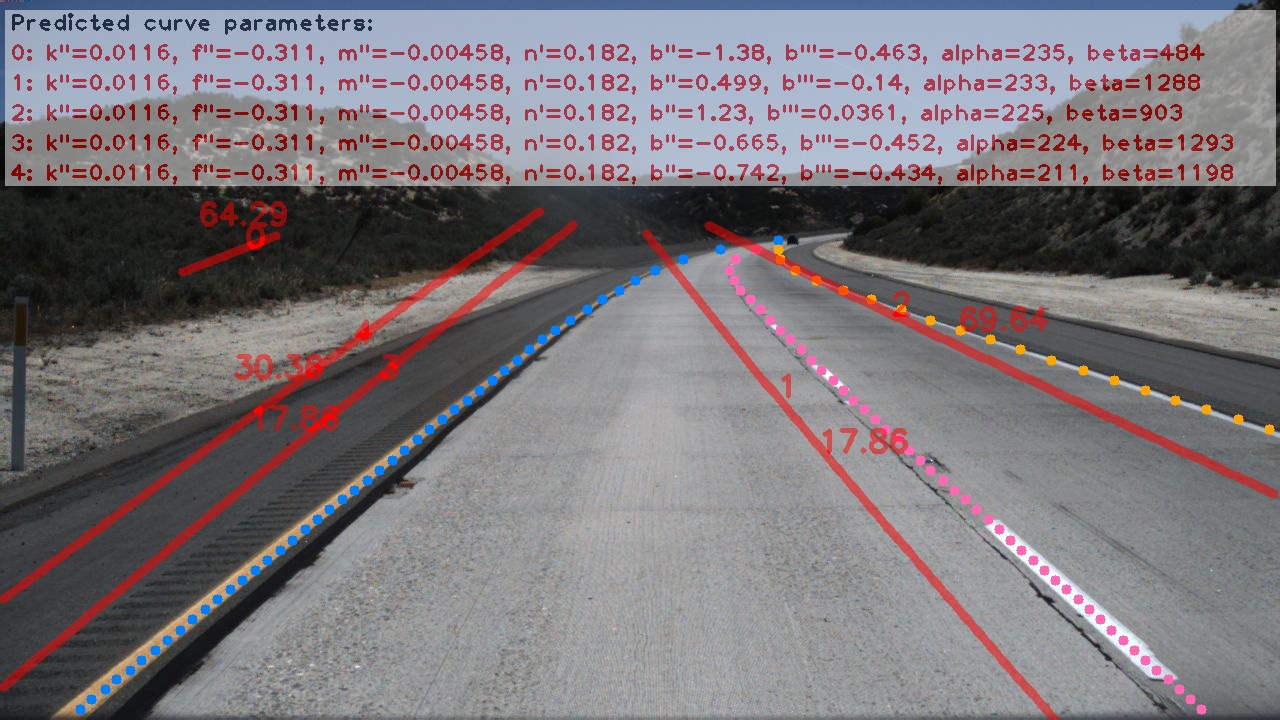 Predicted curve parameters:
0: k''=0.0116, f''=−0.311, m''=−0.00458, n'=0.182, b''=−1.38, b'''=−0.463, alpha=235, beta=484
1: k''=0.0116, f''=−0.311, m''=−0.00458, n'=0.182, b''=0.499, b'''=−0.14, alpha=233, beta=1288
2: k''=0.0116, f''=−0.311, m''=−0.00458, n'=0.182, b''=1.23, b'''=0.0361, alpha=225, beta=903
3: k''=0.0116, f''=−0.311, m''=−0.00458, n'=0.182, b''=−0.665, b'''=−0.452, alpha=224, beta=1293
4: k''=0.0116, f''=−0.311, m''=−0.00458, n'=0.182, b''=−0.742, b'''=−0.434, alpha=211, beta=1198
64.29
0
2 69.64
4
30.36 3
1
17.86
17.86